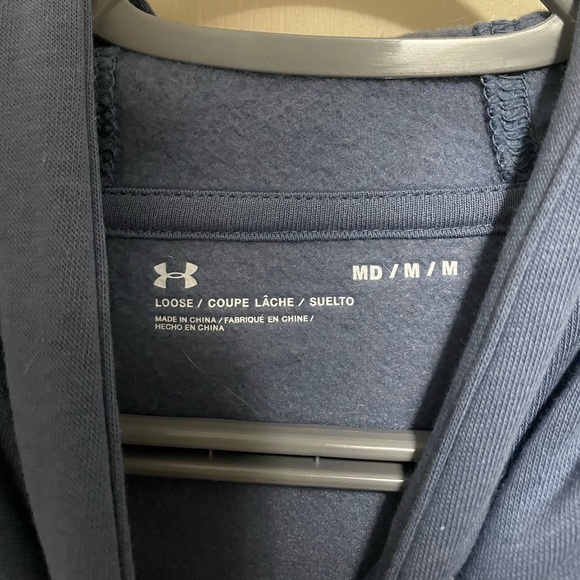 MD / M / M
LOOSE / COUPE LÂCHE / SUELTO
MADE IN CHINA / FABRIQUÉ EN CHINE /
HECHO EN CHINA